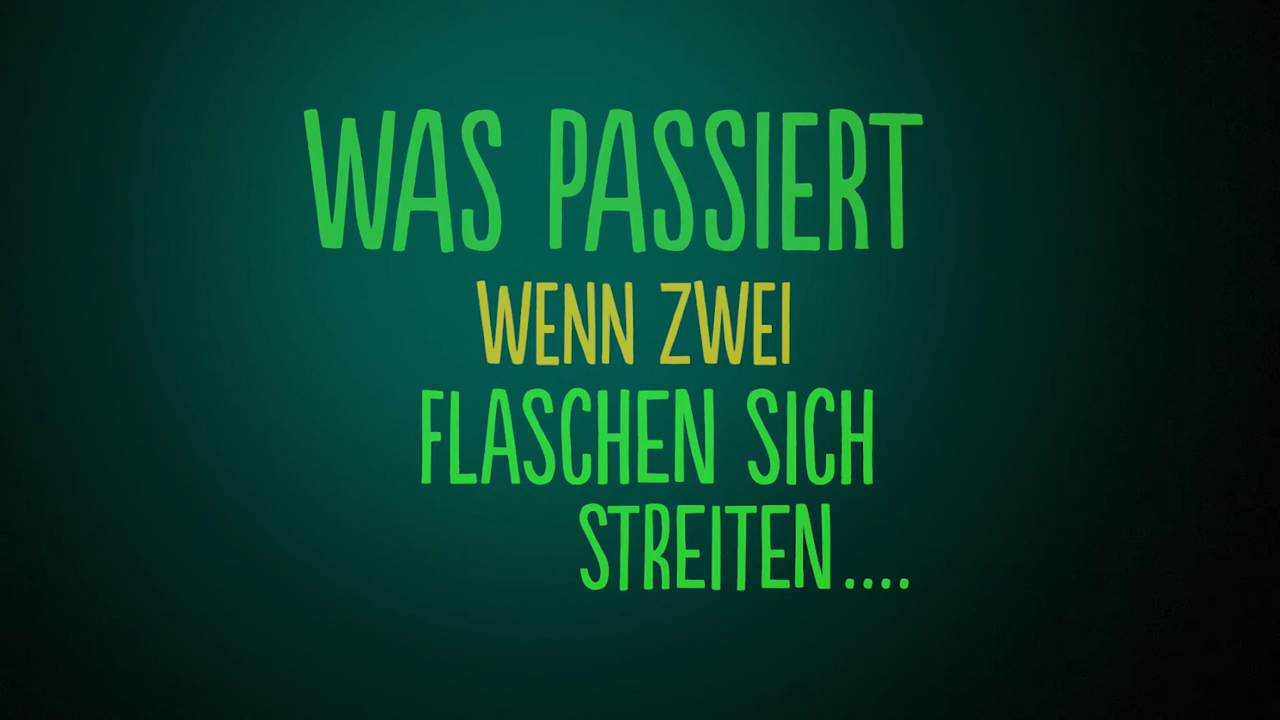 WAS PASSIERT
WENN ZWEI
FLASCHEN SICH
STREITEN....